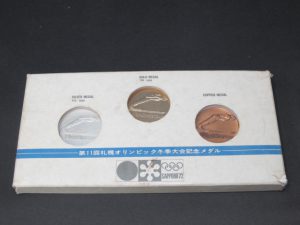 GOLD MEDAL
SILVER MEDAL
COPPER MEDAL
第11回札幌オリンピック冬季大会記念メダル
SAPPORO'72